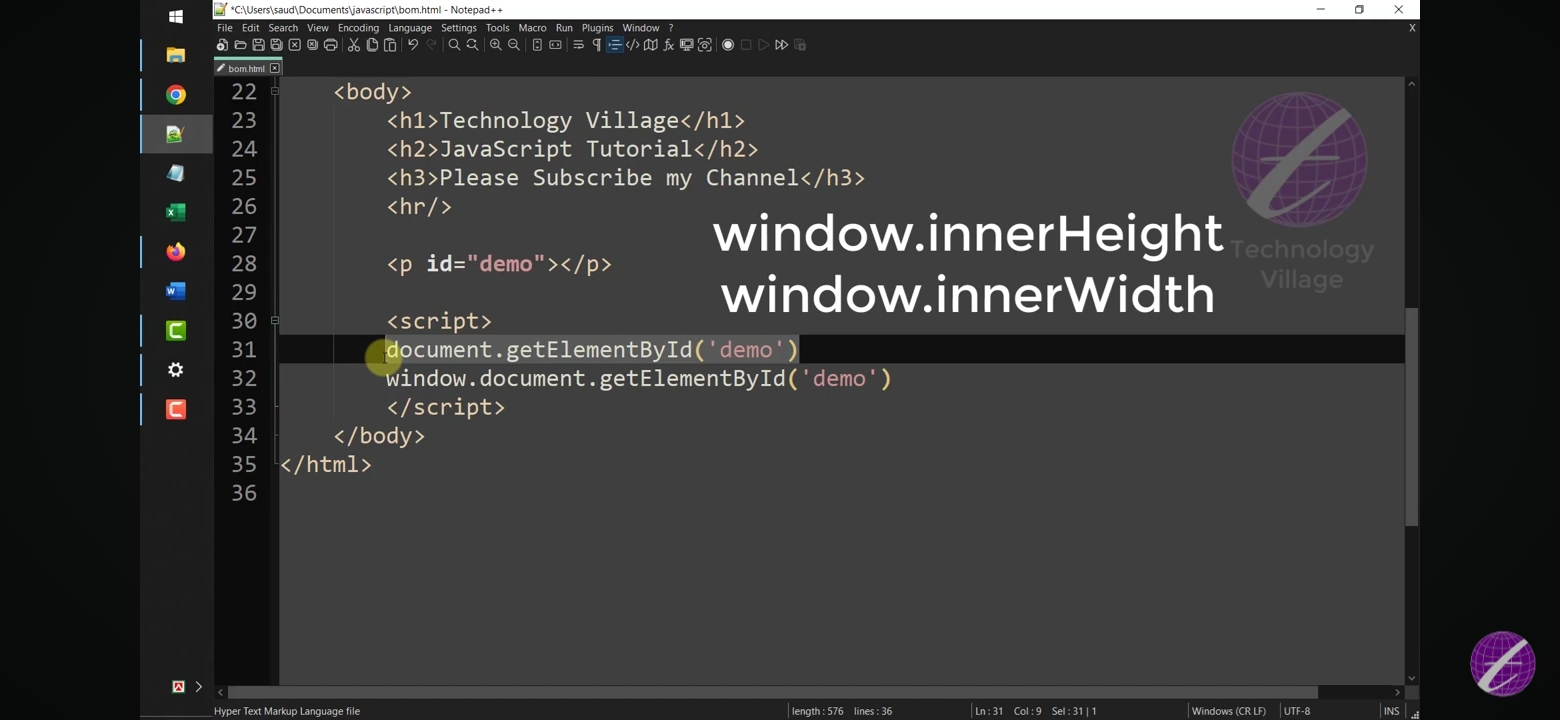 *C:\Users\saud\Documents\javascript\bom.html - Notepad++
File Edit Search View Encoding Language Settings Tools Macro Run Plugins Window ? X
bom.html
22 <body>
23 <h1>Technology Village</h1>
24 <h2>JavaScript Tutorial</h2>
25 <h3>Please Subscribe my Channel</h3>
26 <hr/>
27
28 <p id="demo"></p>
29
30 <script>
31 document.getElementById('demo')
32 window.document.getElementById('demo')
33 </script>
34 </body>
35 </html>
36
window.innerHeight
window.innerWidth
Technology
Village
Hyper Text Markup Language file length : 576 lines : 36 Ln : 31 Col : 9 Sel : 31 | 1 Windows (CR LF) UTF-8 INS